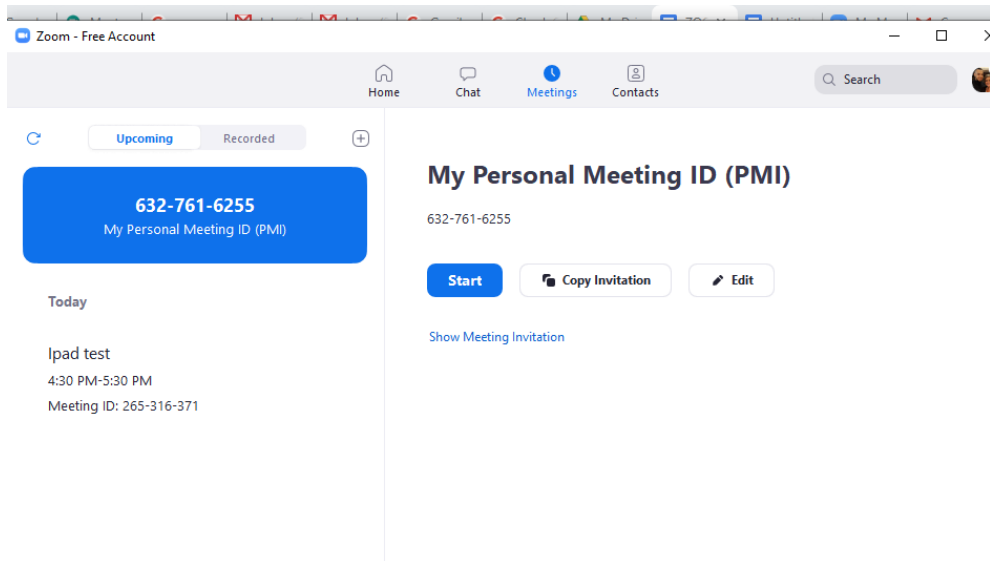 Zoom - Free Account
Home Chat Meetings Contacts
Search
Upcoming Recorded
632-761-6255
My Personal Meeting ID (PMI)
Today
Ipad test
4:30 PM-5:30 PM
Meeting ID: 265-316-371
My Personal Meeting ID (PMI)
632-761-6255
Start Copy Invitation Edit
Show Meeting Invitation